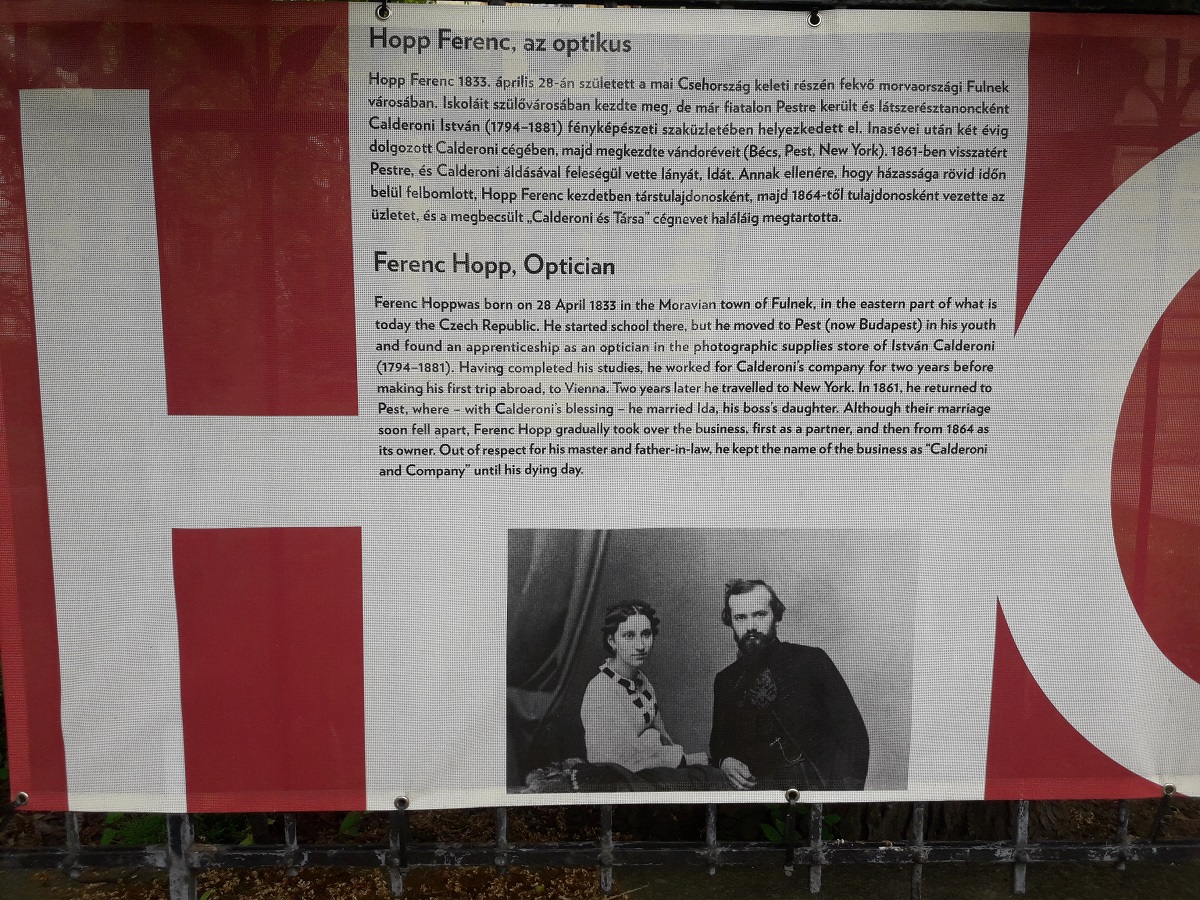 Hopp Ferenc, az optikus
Hopp Ferenc 1833. április 28-án született a mai Csehország keleti részén fekvő morvaországi Fulnek
városában. Iskoláit szülővárosában kezdte meg, de már fiatalon Pestre került és látszerésztanoncként
Calderoni István (1794–1881) fényképészeti szaküzletében helyezkedett el. Inasévei után két évig
dolgozott Calderoni cégében, majd megkezdte vándoréveit (Bécs, Pest, New York). 1861-ben visszatért
Pestre, és Calderoni áldásával feleségül vette lányát, Idát. Annak ellenére, hogy házassága rövid időn
belül felbomlott, Hopp Ferenc kezdetben társtulajdonosként, majd 1864-től tulajdonosként vezette az
üzletet, és a megbecsült „Calderoni és Társa” cégnevet haláláig megtartotta.
Ferenc Hopp, Optician
Ferenc Hoppwas born on 28 April 1833 in the Moravian town of Fulnek, in the eastern part of what is
today the Czech Republic. He started school there, but he moved to Pest (now Budapest) in his youth
and found an apprenticeship as an optician in the photographic supplies store of István Calderoni
(1794–1881). Having completed his studies, he worked for Calderoni's company for two years before
making his first trip abroad, to Vienna. Two years later he travelled to New York. In 1861, he returned to
Pest, where – with Calderoni's blessing – he married Ida, his boss's daughter. Although their marriage
soon fell apart, Ferenc Hopp gradually took over the business, first as a partner, and then from 1864 as
its owner. Out of respect for his master and father-in-law, he kept the name of the business as “Calderoni
and Company” until his dying day.
HO